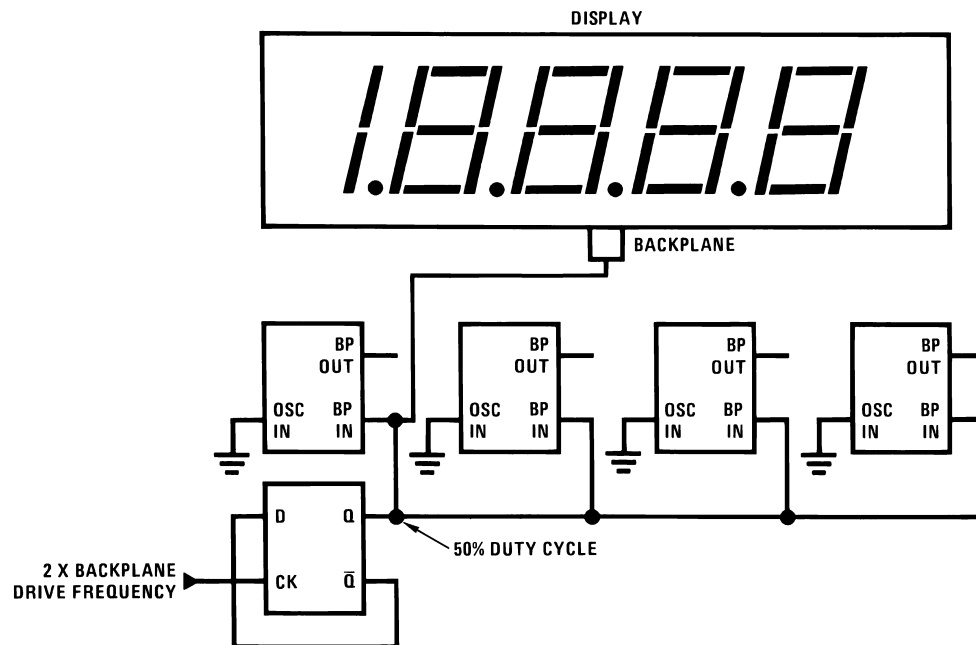 DISPLAY
1.8.8.8.8
BACKPLANE
BP
OUT
OSC
IN
BP
IN
BP
OUT
OSC
IN
BP
IN
BP
OUT
OSC
IN
BP
IN
BP
OUT
OSC
IN
BP
IN
D
Q
50% DUTY CYCLE
2 X BACKPLANE
DRIVE FREQUENCY
CK
Q̅